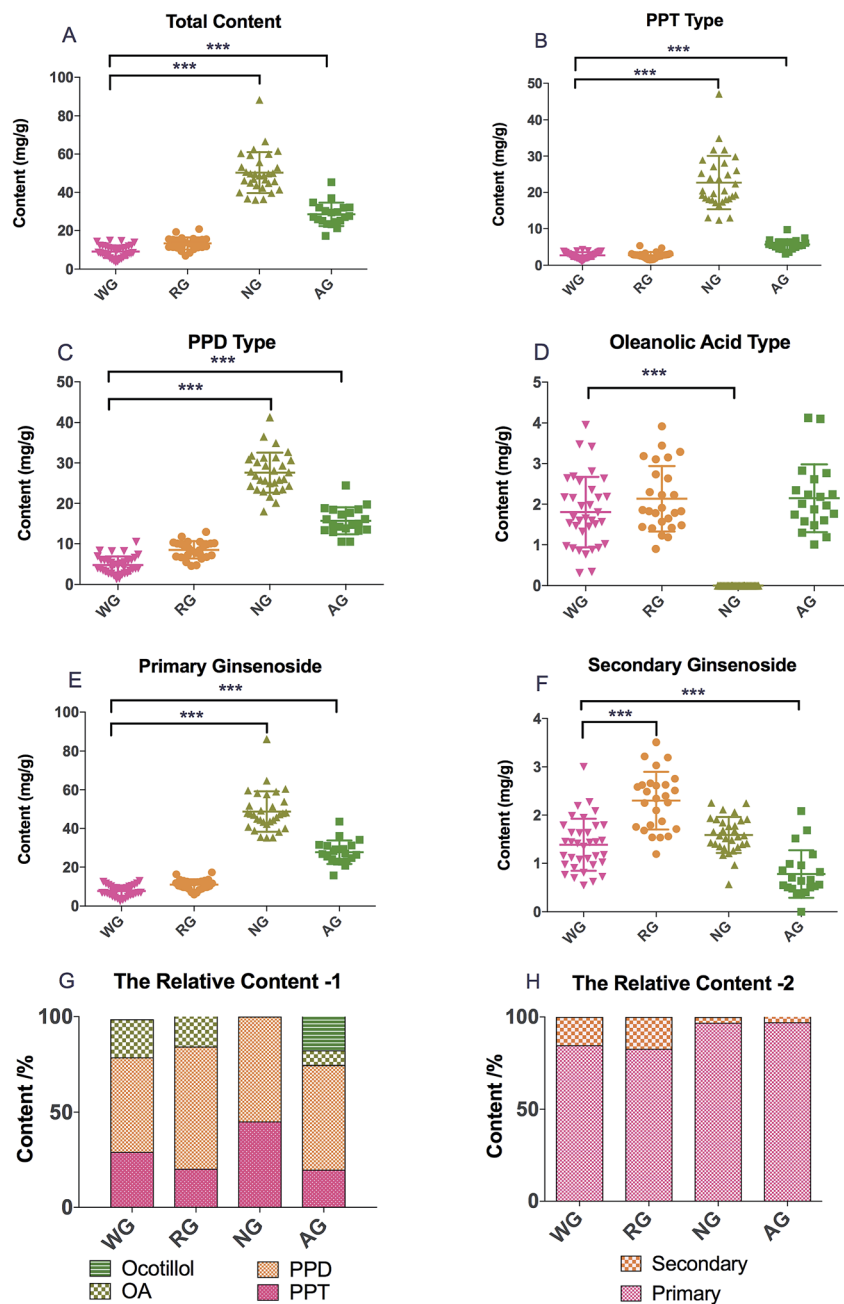 A
Total Content
***
***
Content (mg/g)
100
80
60
40
20
0
WG
RG
NG
AG
B
PPT Type
***
***
Content (mg/g)
50
40
30
20
10
0
WG
RG
NG
AG
C
PPD Type
***
***
Content (mg/g)
50
40
30
20
10
0
WG
RG
NG
AG
D
Oleanolic Acid Type
***
Content (mg/g)
5
4
3
2
1
0
WG
RG
NG
AG
E
Primary Ginsenoside
***
***
Content (mg/g)
100
80
60
40
20
0
WG
RG
NG
AG
F
Secondary Ginsenoside
***
***
Content (mg/g)
4
3
2
1
0
WG
RG
NG
AG
G
The Relative Content -1
Content /%
100
50
0
WG
RG
NG
AG
Ocotillol
OA
PPD
PPT
H
The Relative Content -2
Content /%
100
50
0
WG
RG
NG
AG
Secondary
Primary